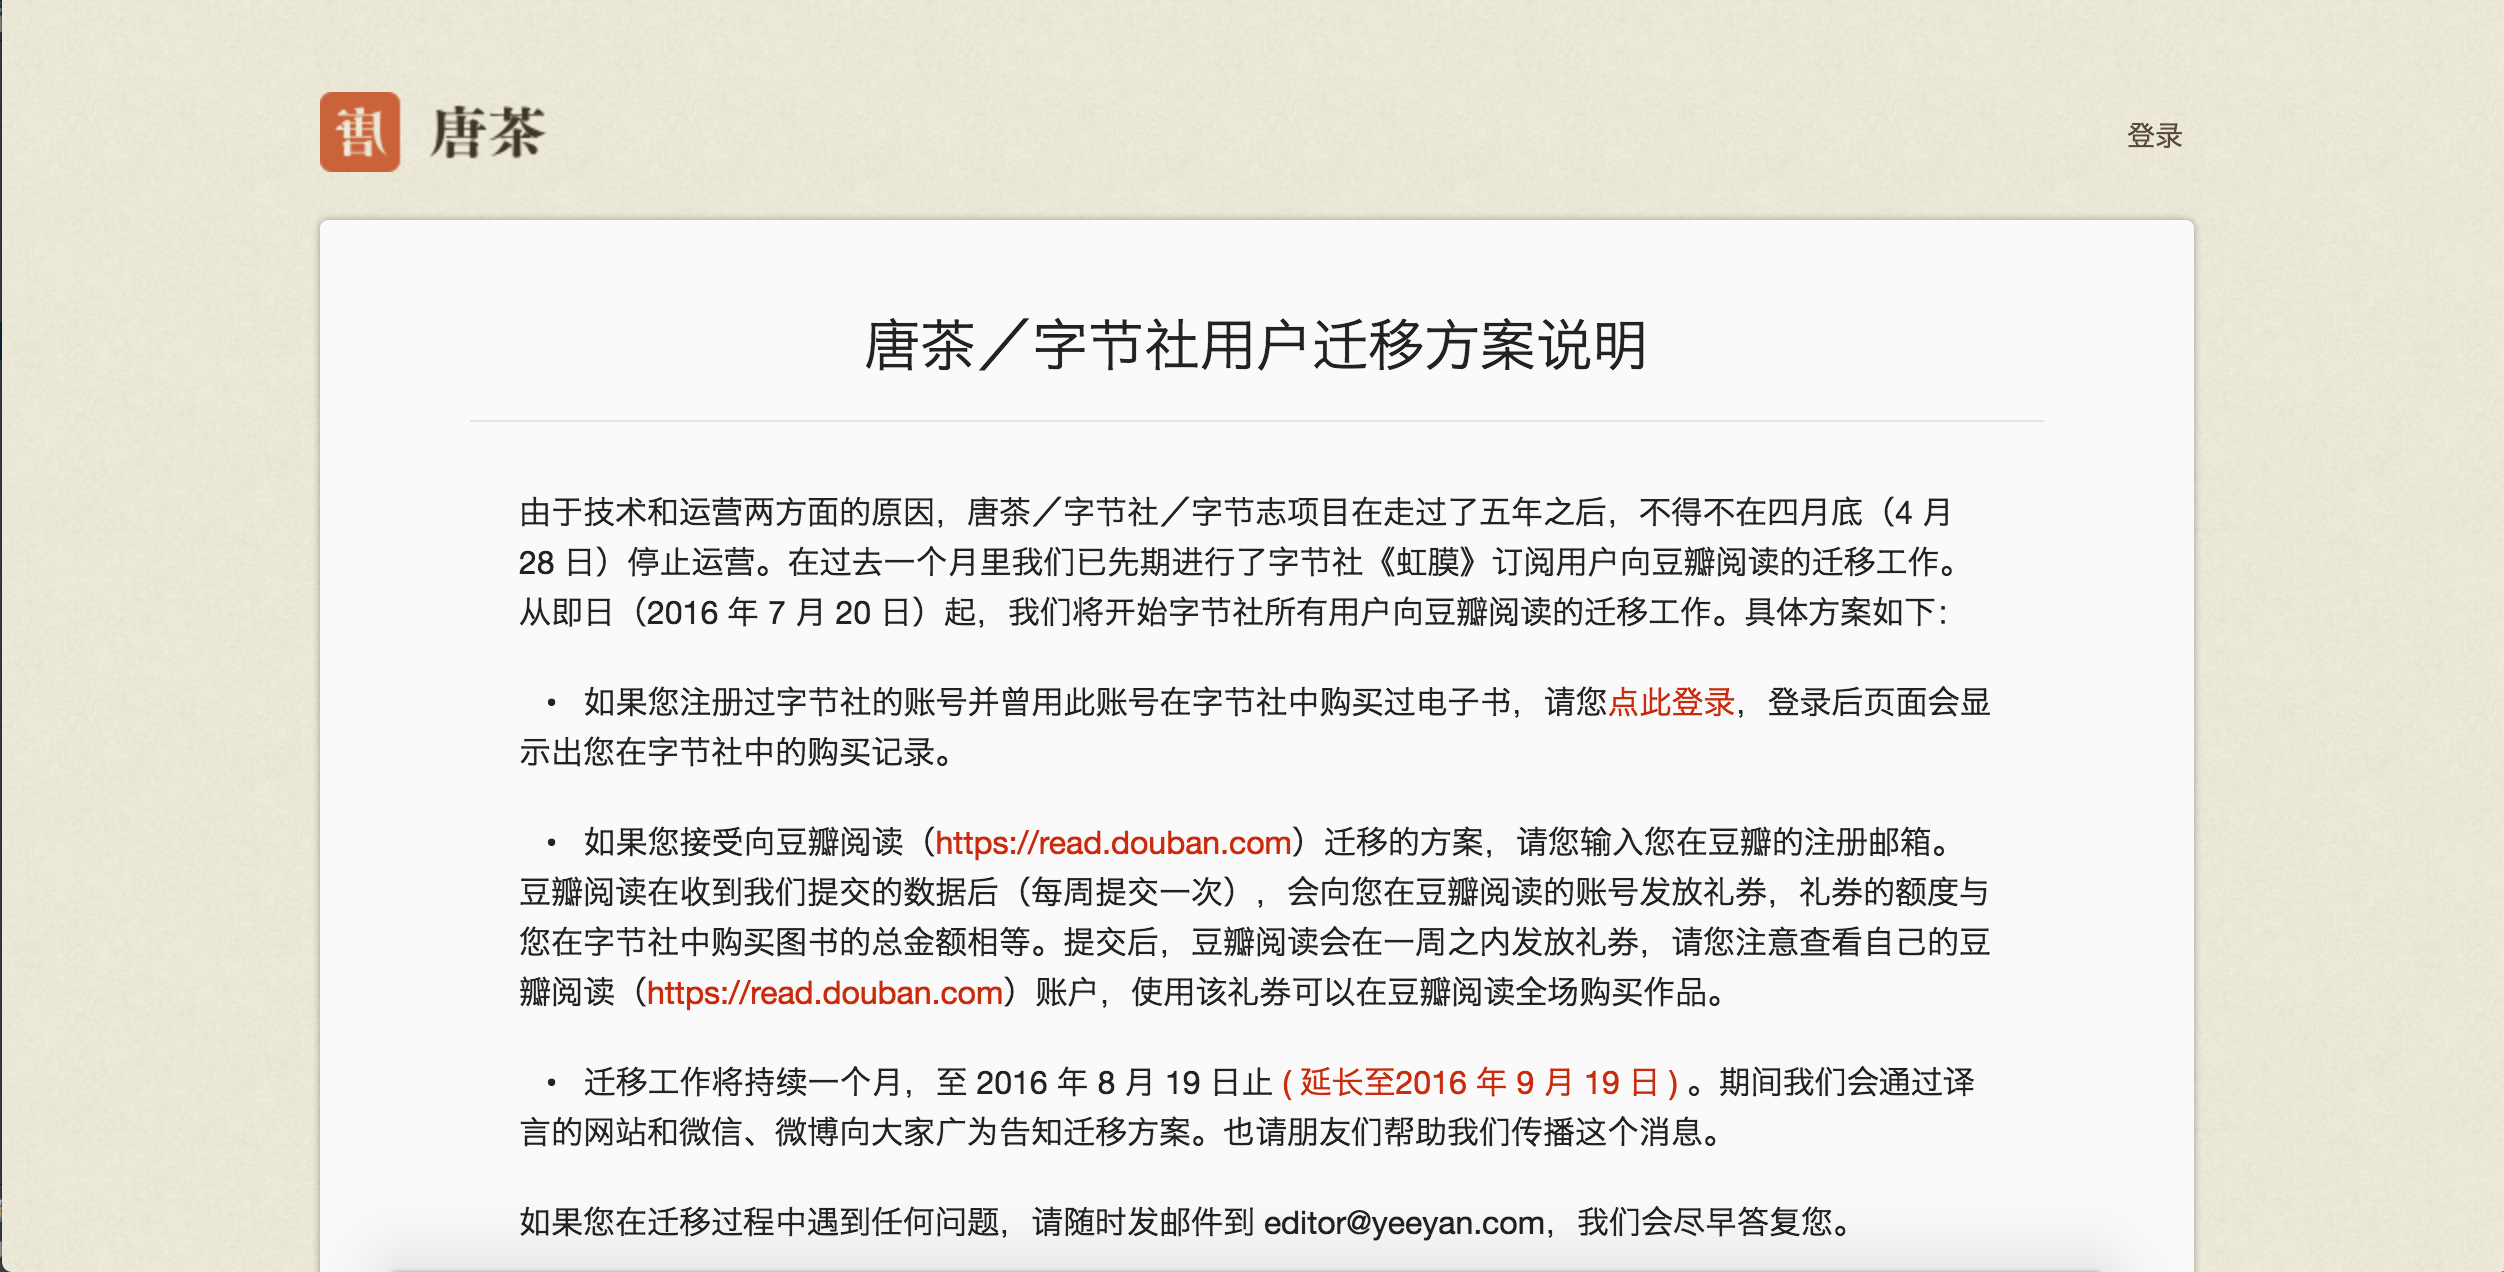 唐茶
登录
唐茶／字节社用户迁移方案说明
由于技术和运营两方面的原因，唐茶／字节社／字节志项目在走过了五年之后，不得不在四月底（4 月
28 日）停止运营。在过去一个月里我们已先期进行了字节社《虹膜》订阅用户向豆瓣阅读的迁移工作。
从即日（2016 年 7 月 20 日）起，我们将开始字节社所有用户向豆瓣阅读的迁移工作。具体方案如下：
• 如果您注册过字节社的账号并曾用此账号在字节社中购买过电子书，请您点此登录，登录后页面会显
示出您在字节社中的购买记录。
• 如果您接受向豆瓣阅读（https://read.douban.com）迁移的方案，请您输入您在豆瓣的注册邮箱。
豆瓣阅读在收到我们提交的数据后（每周提交一次），会向您在豆瓣阅读的账号发放礼券，礼券的额度与
您在字节社中购买图书的总金额相等。提交后，豆瓣阅读会在一周之内发放礼券，请您注意查看自己的豆
瓣阅读（https://read.douban.com）账户，使用该礼券可以在豆瓣阅读全场购买作品。
• 迁移工作将持续一个月，至 2016 年 8 月 19 日止 ( 延长至2016 年 9 月 19 日 ) 。期间我们会通过译
言的网站和微信、微博向大家广为告知迁移方案。也请朋友们帮助我们传播这个消息。
如果您在迁移过程中遇到任何问题，请随时发邮件到 editor@yeeyan.com，我们会尽早答复您。